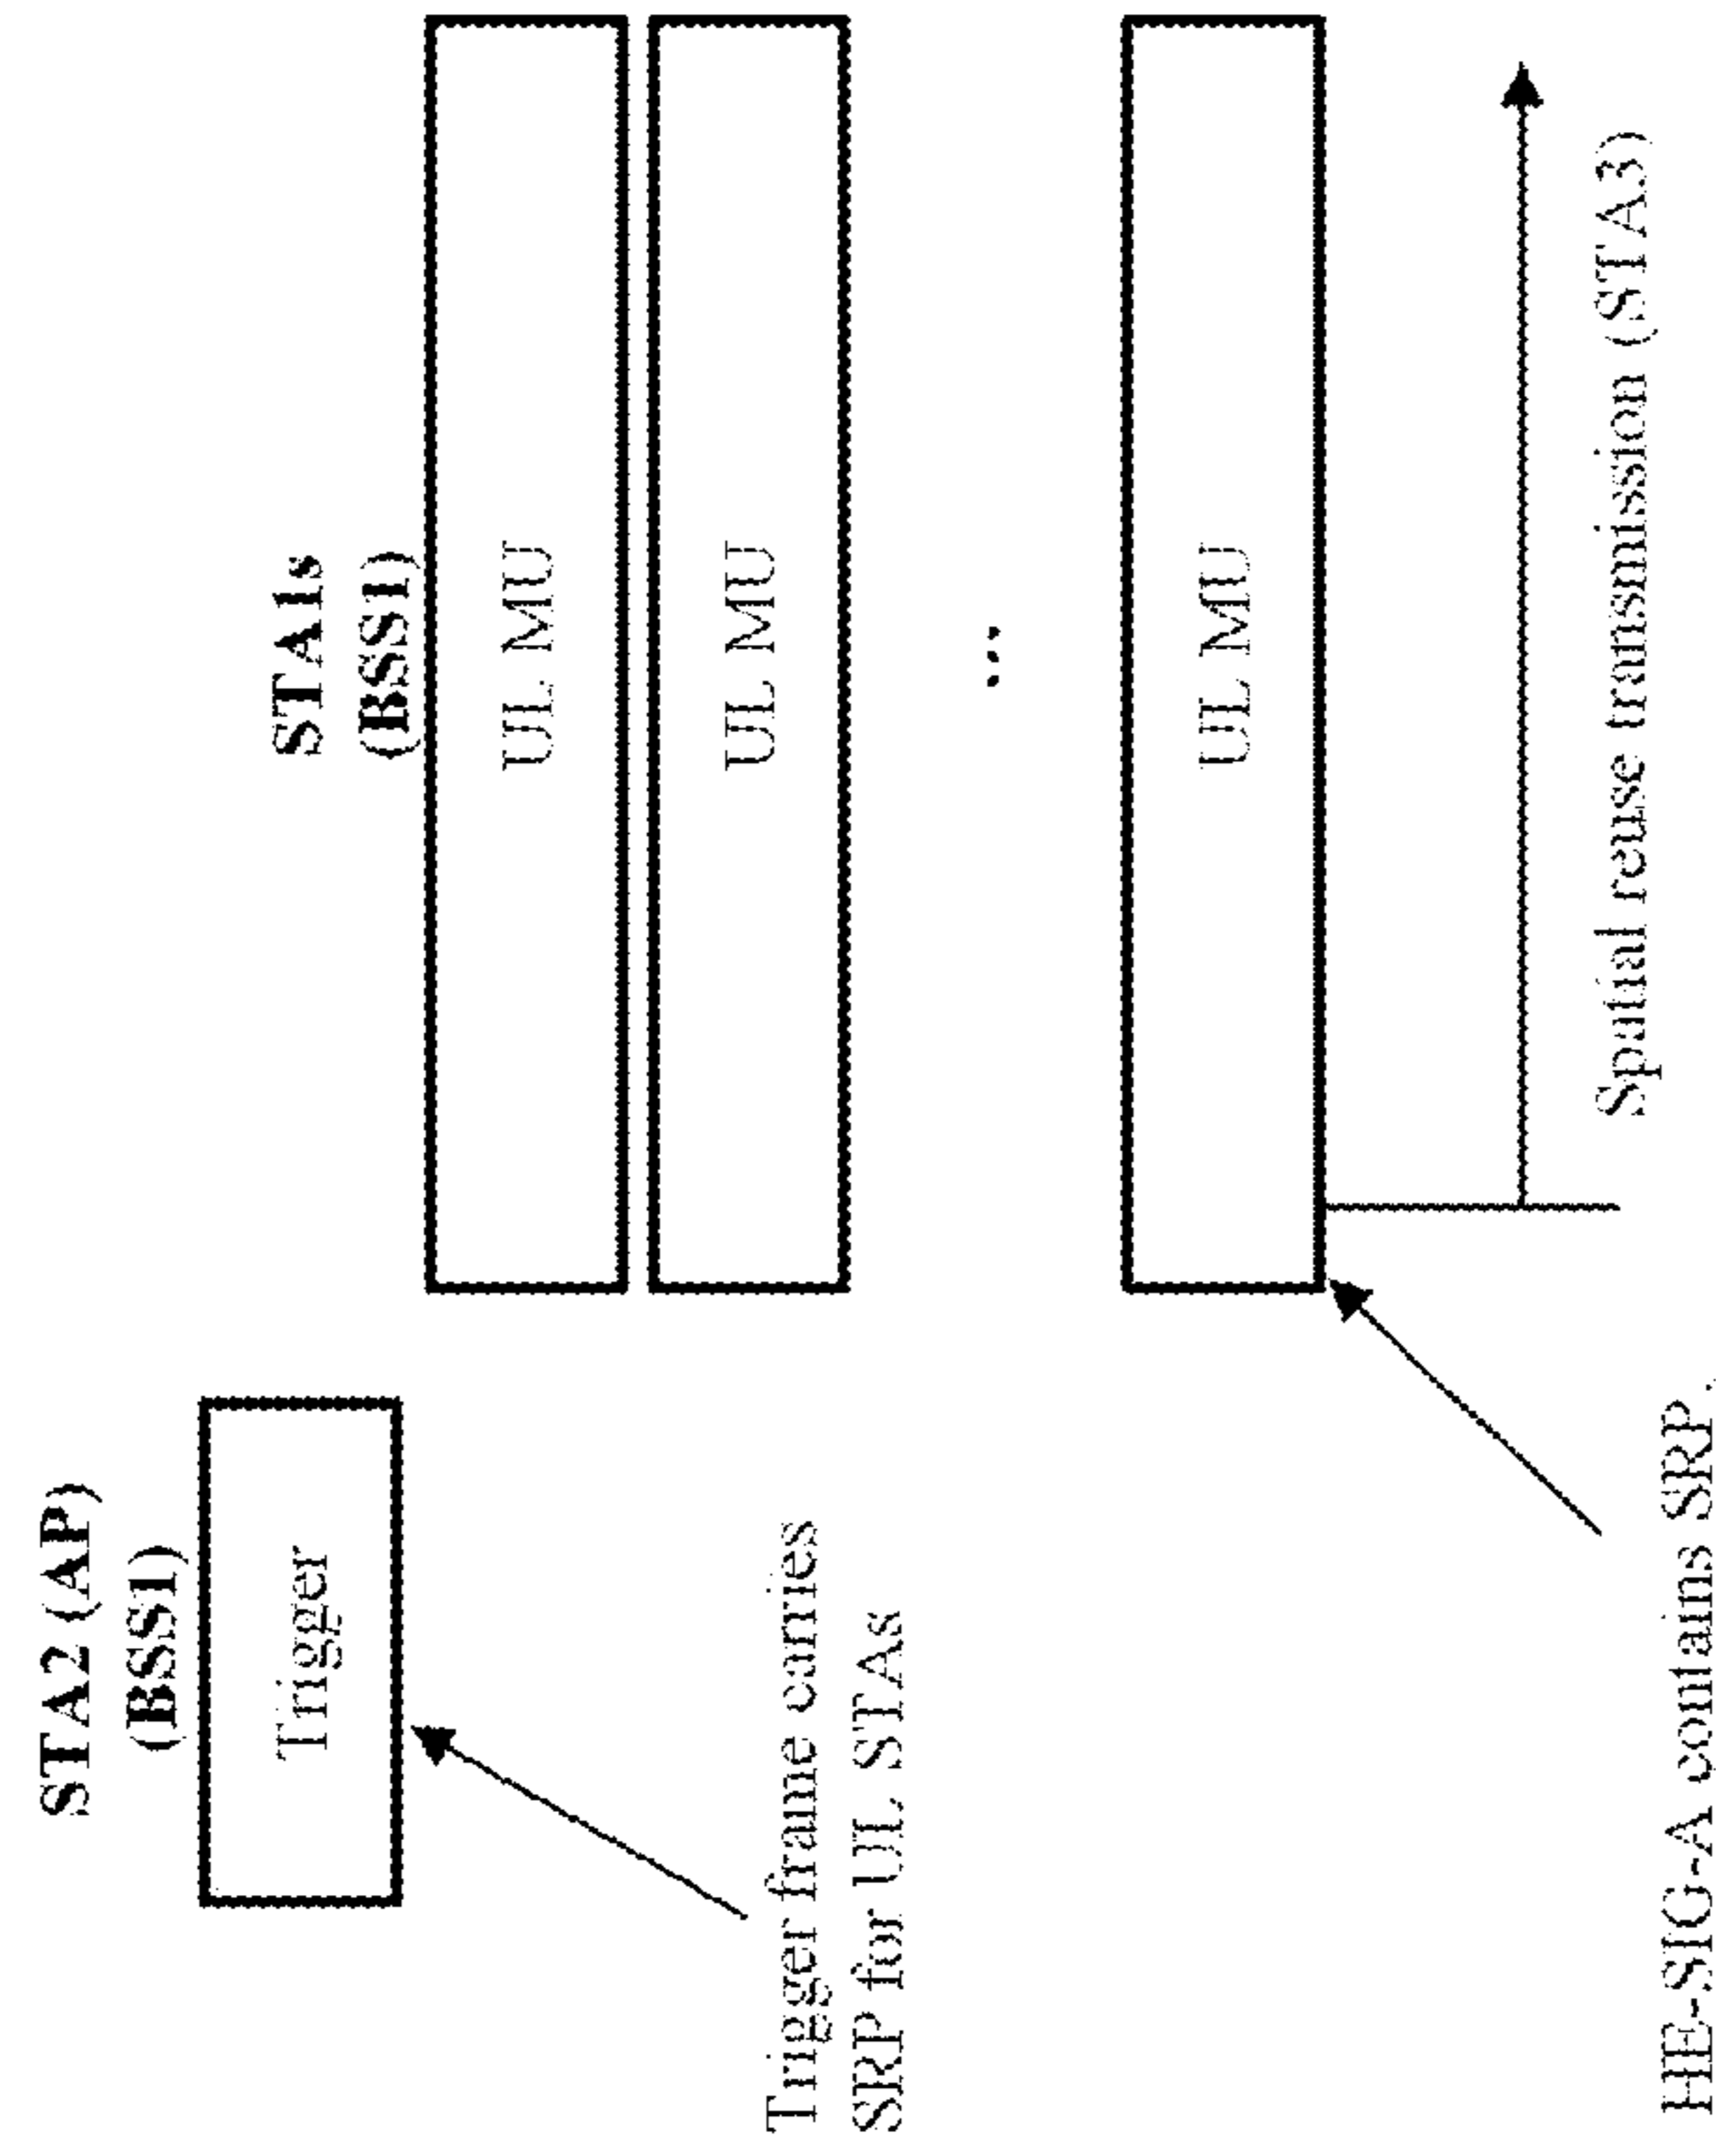 STA2 (AP)
(BSS1)
Trigger
Trigger frame carries
SRP for UL STAs
STA1s
(BSS1)
UL MU
UL MU
...
UL MU
HE-SIG-A contains SRP.
Spatial reuse transmission (STA3)